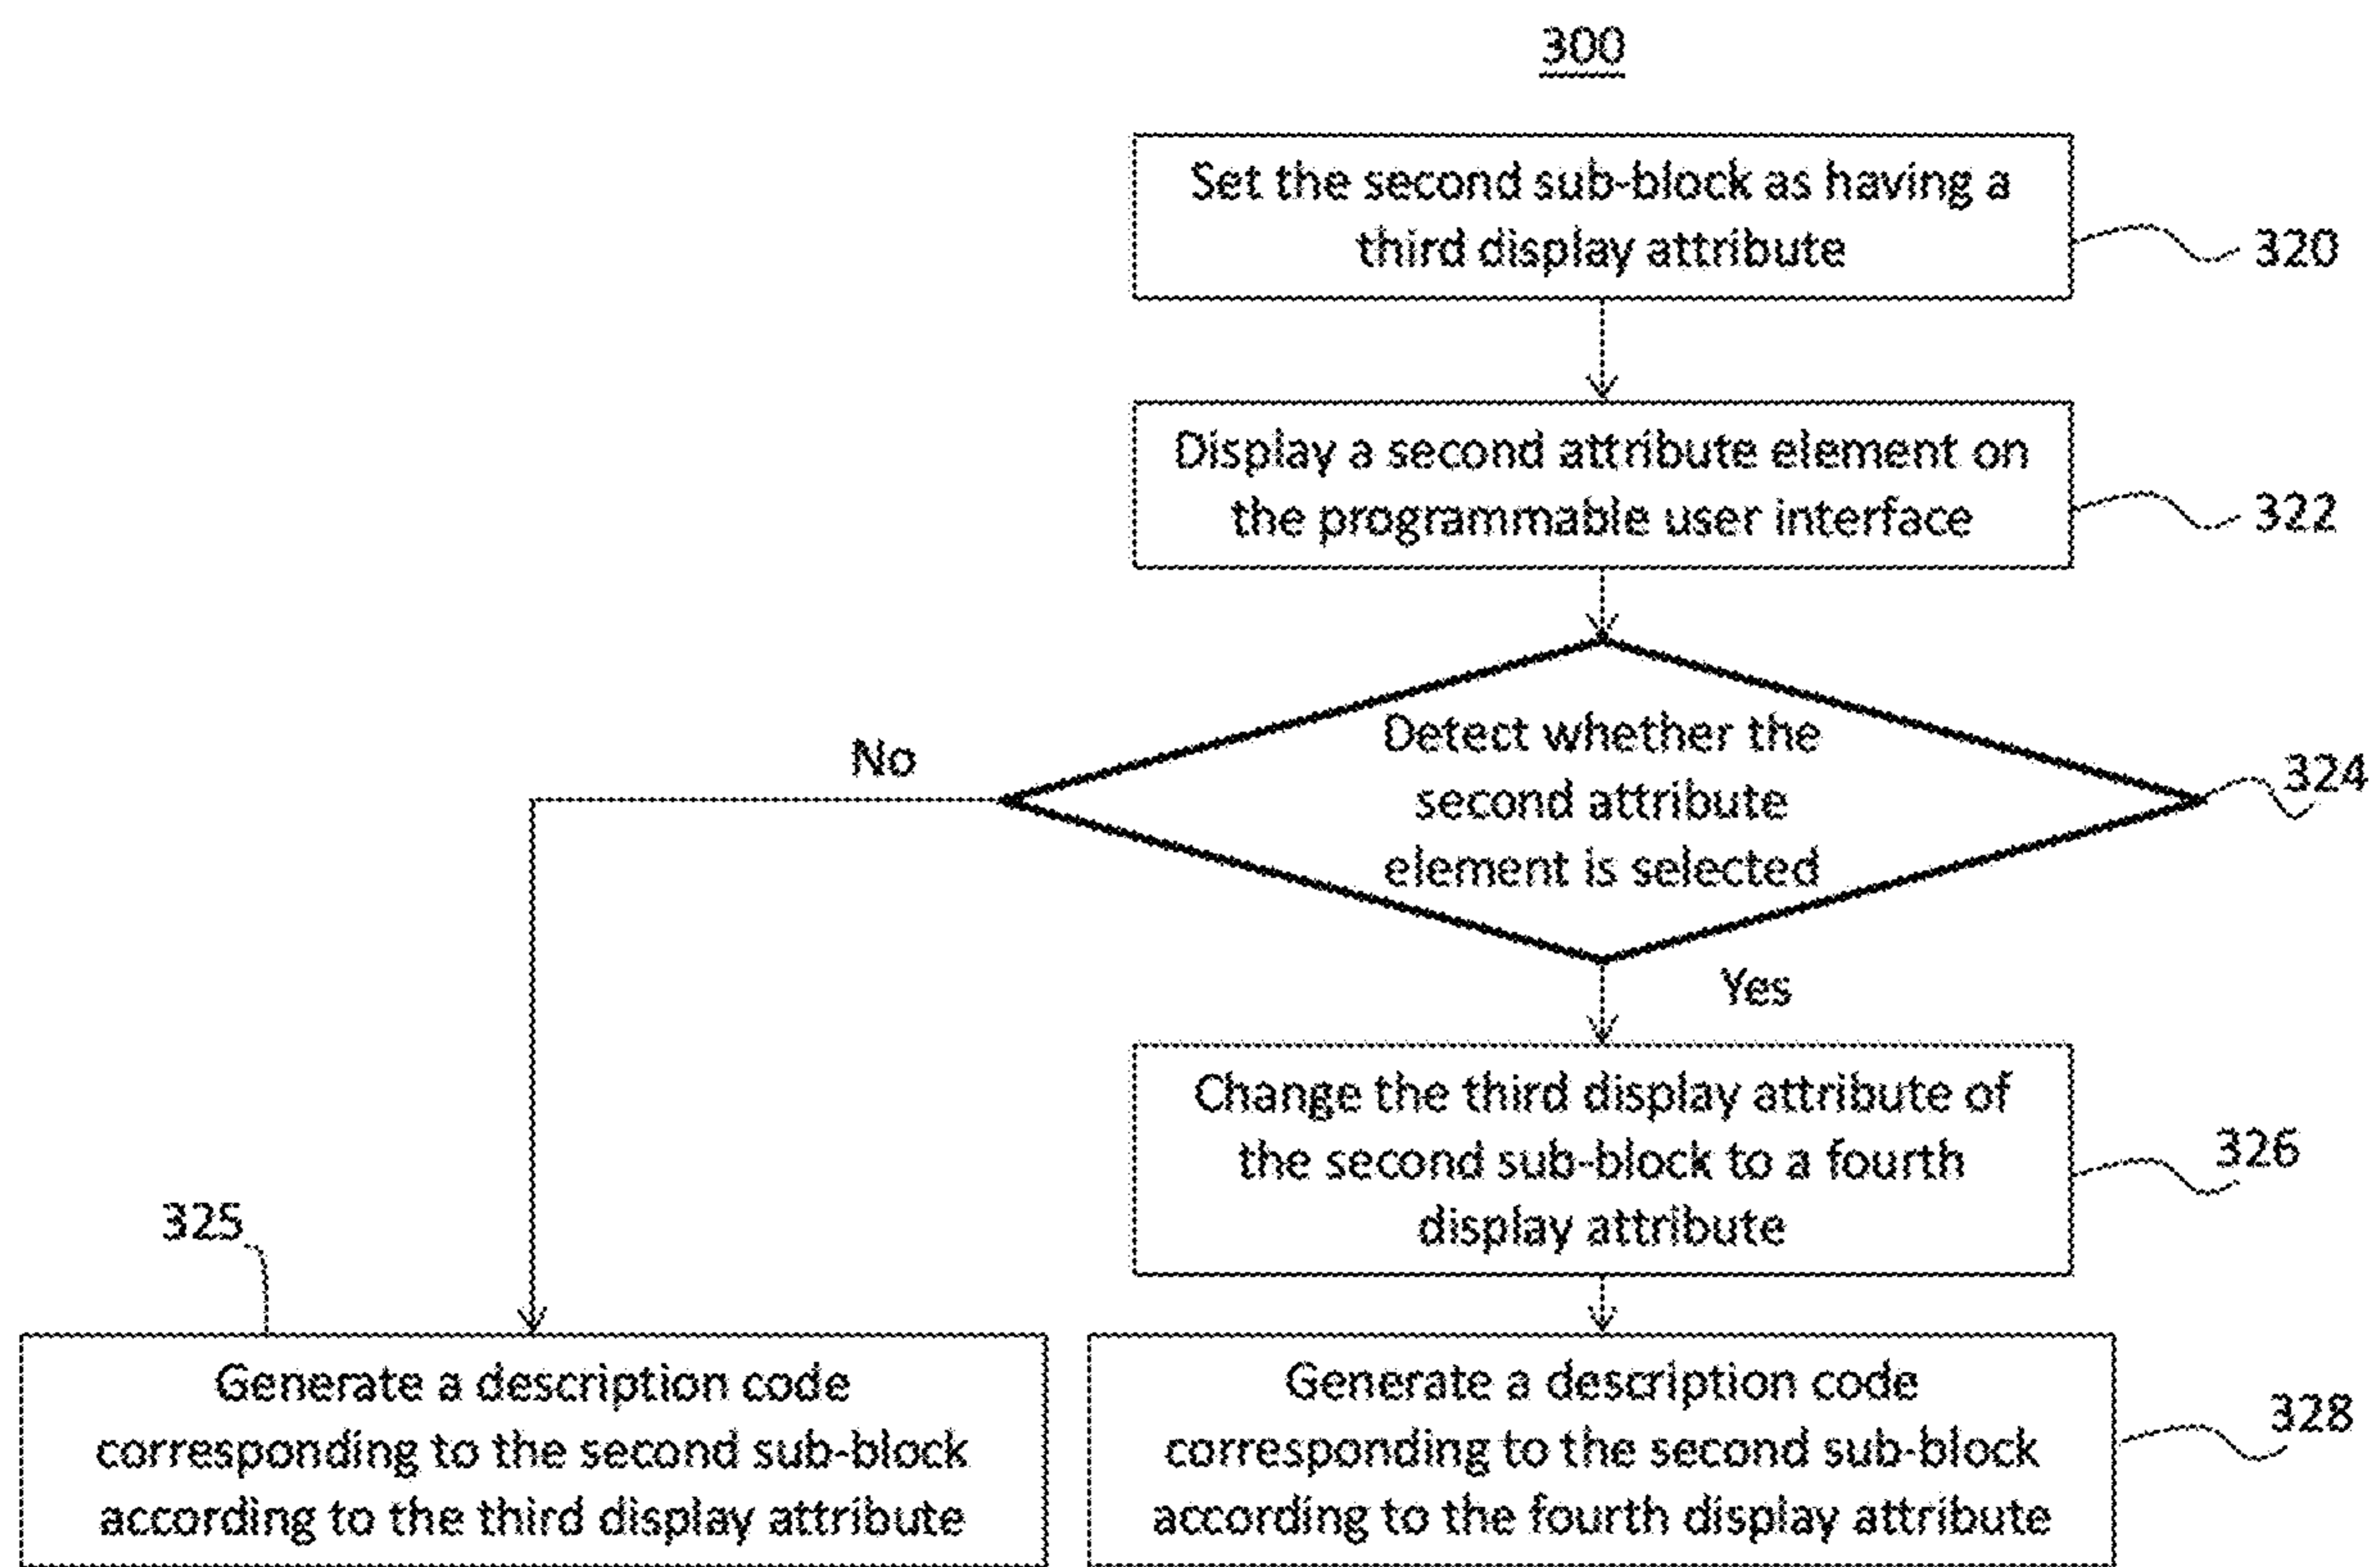 300
Set the second sub-block as having a
third display attribute
320
Display a second attribute element on
the programmable user interface
322
Detect whether the
second attribute
element is selected
324
No
Yes
Change the third display attribute of
the second sub-block to a fourth
display attribute
326
325
Generate a description code
corresponding to the second sub-block
according to the third display attribute
Generate a description code
corresponding to the second sub-block
according to the fourth display attribute
328